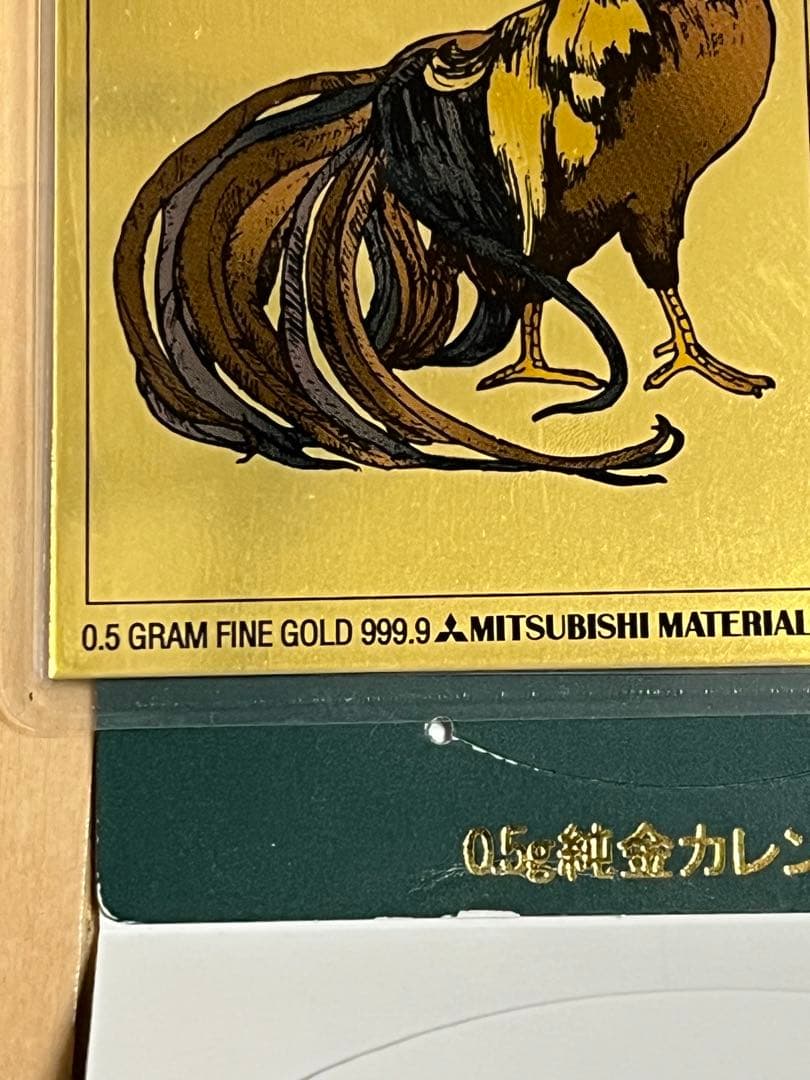 0.5 GRAM FINE GOLD 999.9 MITSUBISHI MATERIAL
0.5g純金カレン